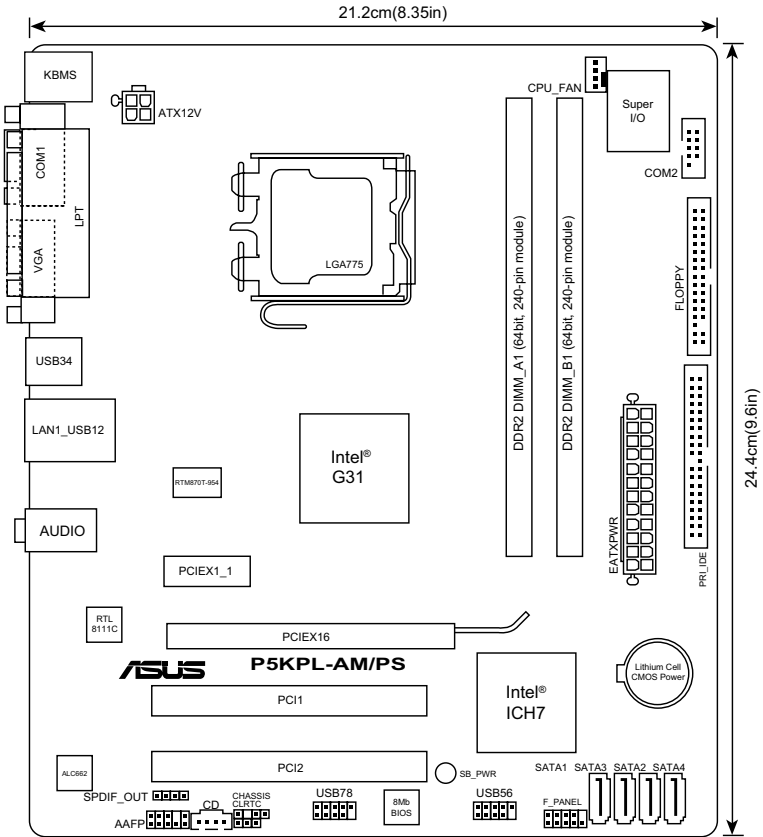 21.2cm(8.35in)
KBMS
ATX12V
CPU_FAN
Super
I/O
COM2
COM1
LPT
VGA
LGA775
DDR2 DIMM_A1 (64bit, 240-pin module)
DDR2 DIMM_B1 (64bit, 240-pin module)
FLOPPY
24.4cm(9.6in)
USB34
LAN1_USB12
Intel®
G31
RTM870T-954
AUDIO
EATXPWR
PRI_IDE
PCIEX1_1
RTL
8111C
PCIEX16
ASUS P5KPL-AM/PS
Lithium Cell
CMOS Power
PCI1
Intel®
ICH7
ALC662
PCI2
SB_PWR
SATA1 SATA3 SATA2 SATA4
SPDIF_OUT
AAFP
CD
CHASSIS
CLRTC
USB78
8Mb
BIOS
USB56
F_PANEL